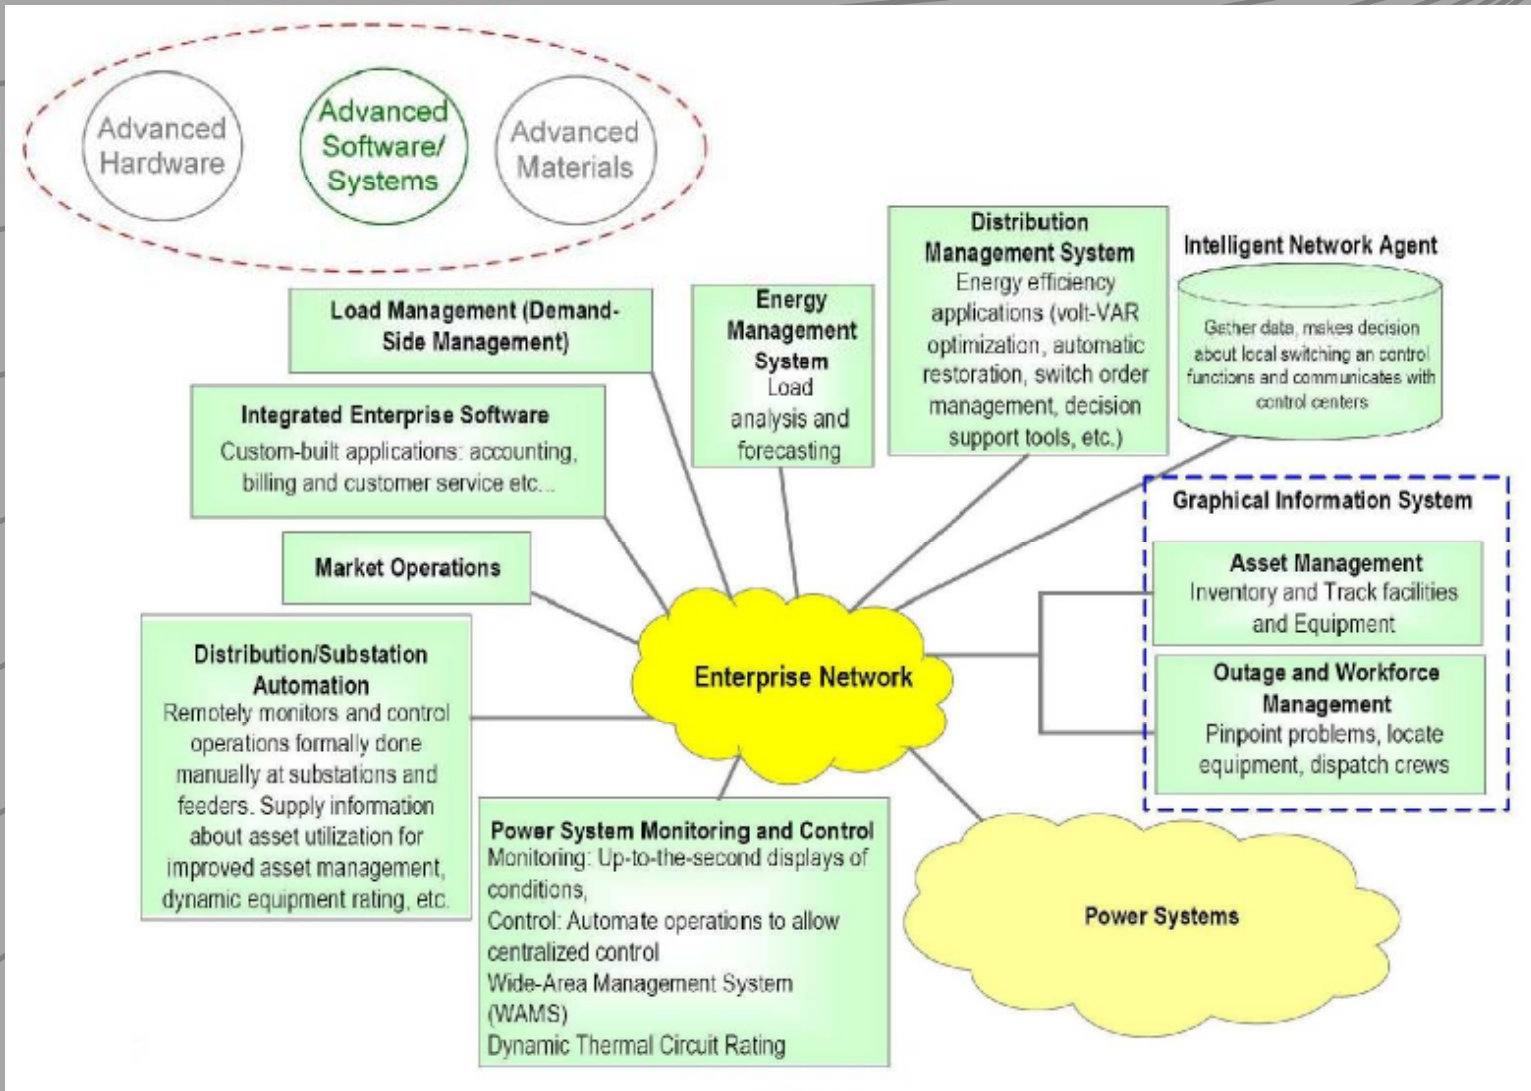 Advanced
Hardware
Advanced
Software/
Systems
Advanced
Materials
Distribution
Management System
Energy efficiency
applications (volt-VAR
optimization, automatic
restoration, switch order
management, decision
support tools, etc.)
Intelligent Network Agent
Gather data, makes decision
about local switching an control
functions and communicates with
control centers
Load Management (Demand-
Side Management)
Energy
Management
System
Load
analysis and
forecasting
Integrated Enterprise Software
Custom-built applications: accounting,
billing and customer service etc...
Graphical Information System
Asset Management
Inventory and Track facilities
and Equipment
Outage and Workforce
Management
Pinpoint problems, locate
equipment, dispatch crews
Market Operations
Enterprise Network
Distribution/Substation
Automation
Remotely monitors and control
operations formally done
manually at substations and
feeders. Supply information
about asset utilization for
improved asset management,
dynamic equipment rating, etc.
Power System Monitoring and Control
Monitoring: Up-to-the-second displays of
conditions,
Control: Automate operations to allow
centralized control
Wide-Area Management System
(WAMS)
Dynamic Thermal Circuit Rating
Power Systems